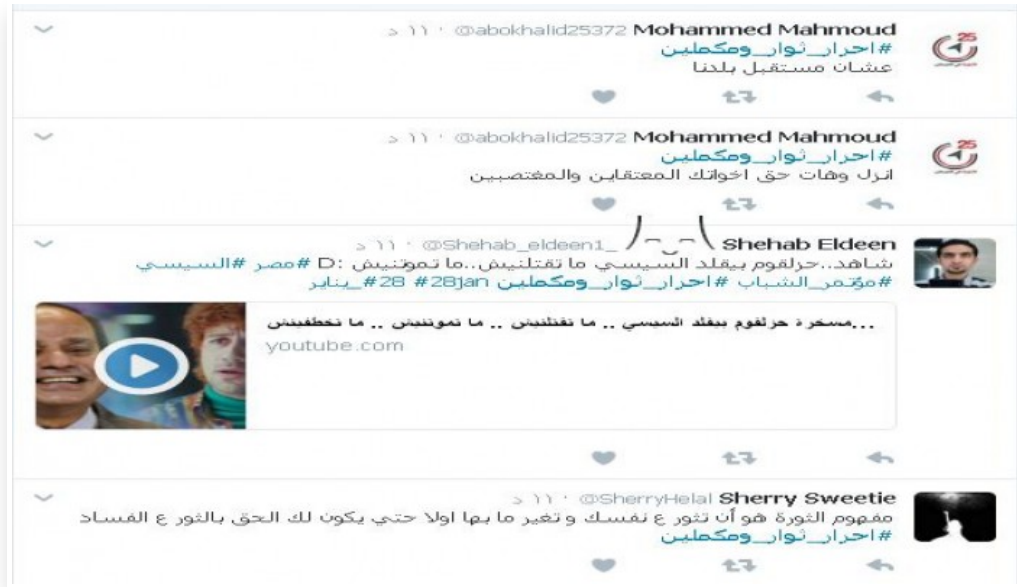 Mohammed Mahmoud @abokhalid25372 · ١١ د
#احرار_ثوار_ومكملين
عشان مستقبل بلدنا
Mohammed Mahmoud @abokhalid25372 · ١١ د
#احرار_ثوار_ومكملين
انزل وهات حق اخواتك المعتقلين والمغتصبين
Shehab Eldeen @Shehab_eldeen1_ · ١١ د
شاهد..حزلقوم بيقلد السيسي ما تقتلنيش..ما تموتنيش :D #مصر #السيسي
#مؤتمر_الشباب #احرار_ثوار_ومكملين #28jan #28_يناير
مسخرة حزلقوم بيقلد السيسي .. ما تقتلنيش .. ما تموتنيش .. ما تخطفينش...
youtube.com
Sherry Sweetie @SherryHelal · ١١ د
مفهوم الثورة هو أن تثور ع نفسك و تغير ما بها اولا حتي يكون لك الحق بالثور ع الفساد
#احرار_ثوار_ومكملين